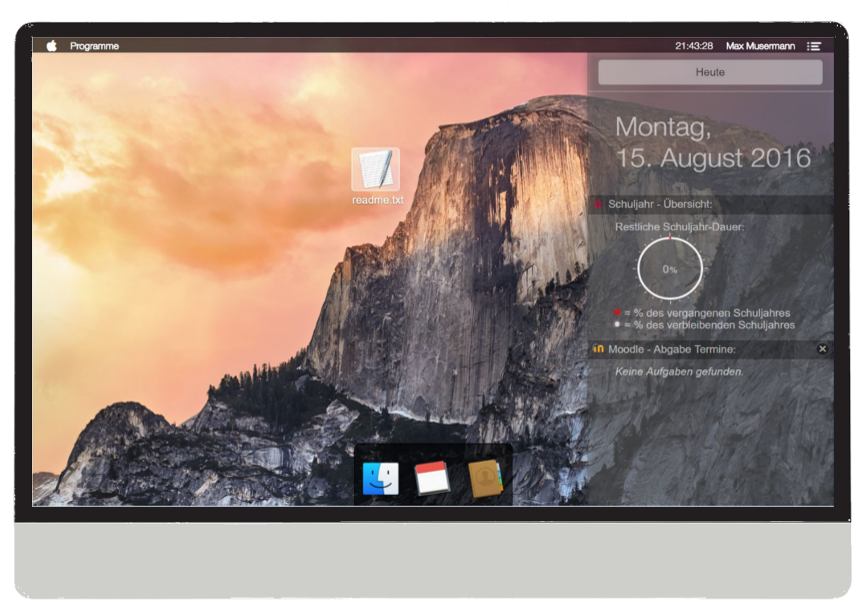 Programme
21:43:28 Max Musermann
Heute
Montag,
15. August 2016
readme.txt
Schuljahr - Übersicht:
Restliche Schuljahr-Dauer:
0%
= % des vergangenen Schuljahres
= % des verbleibenden Schuljahres
Moodle - Abgabe Termine:
Keine Aufgaben gefunden.